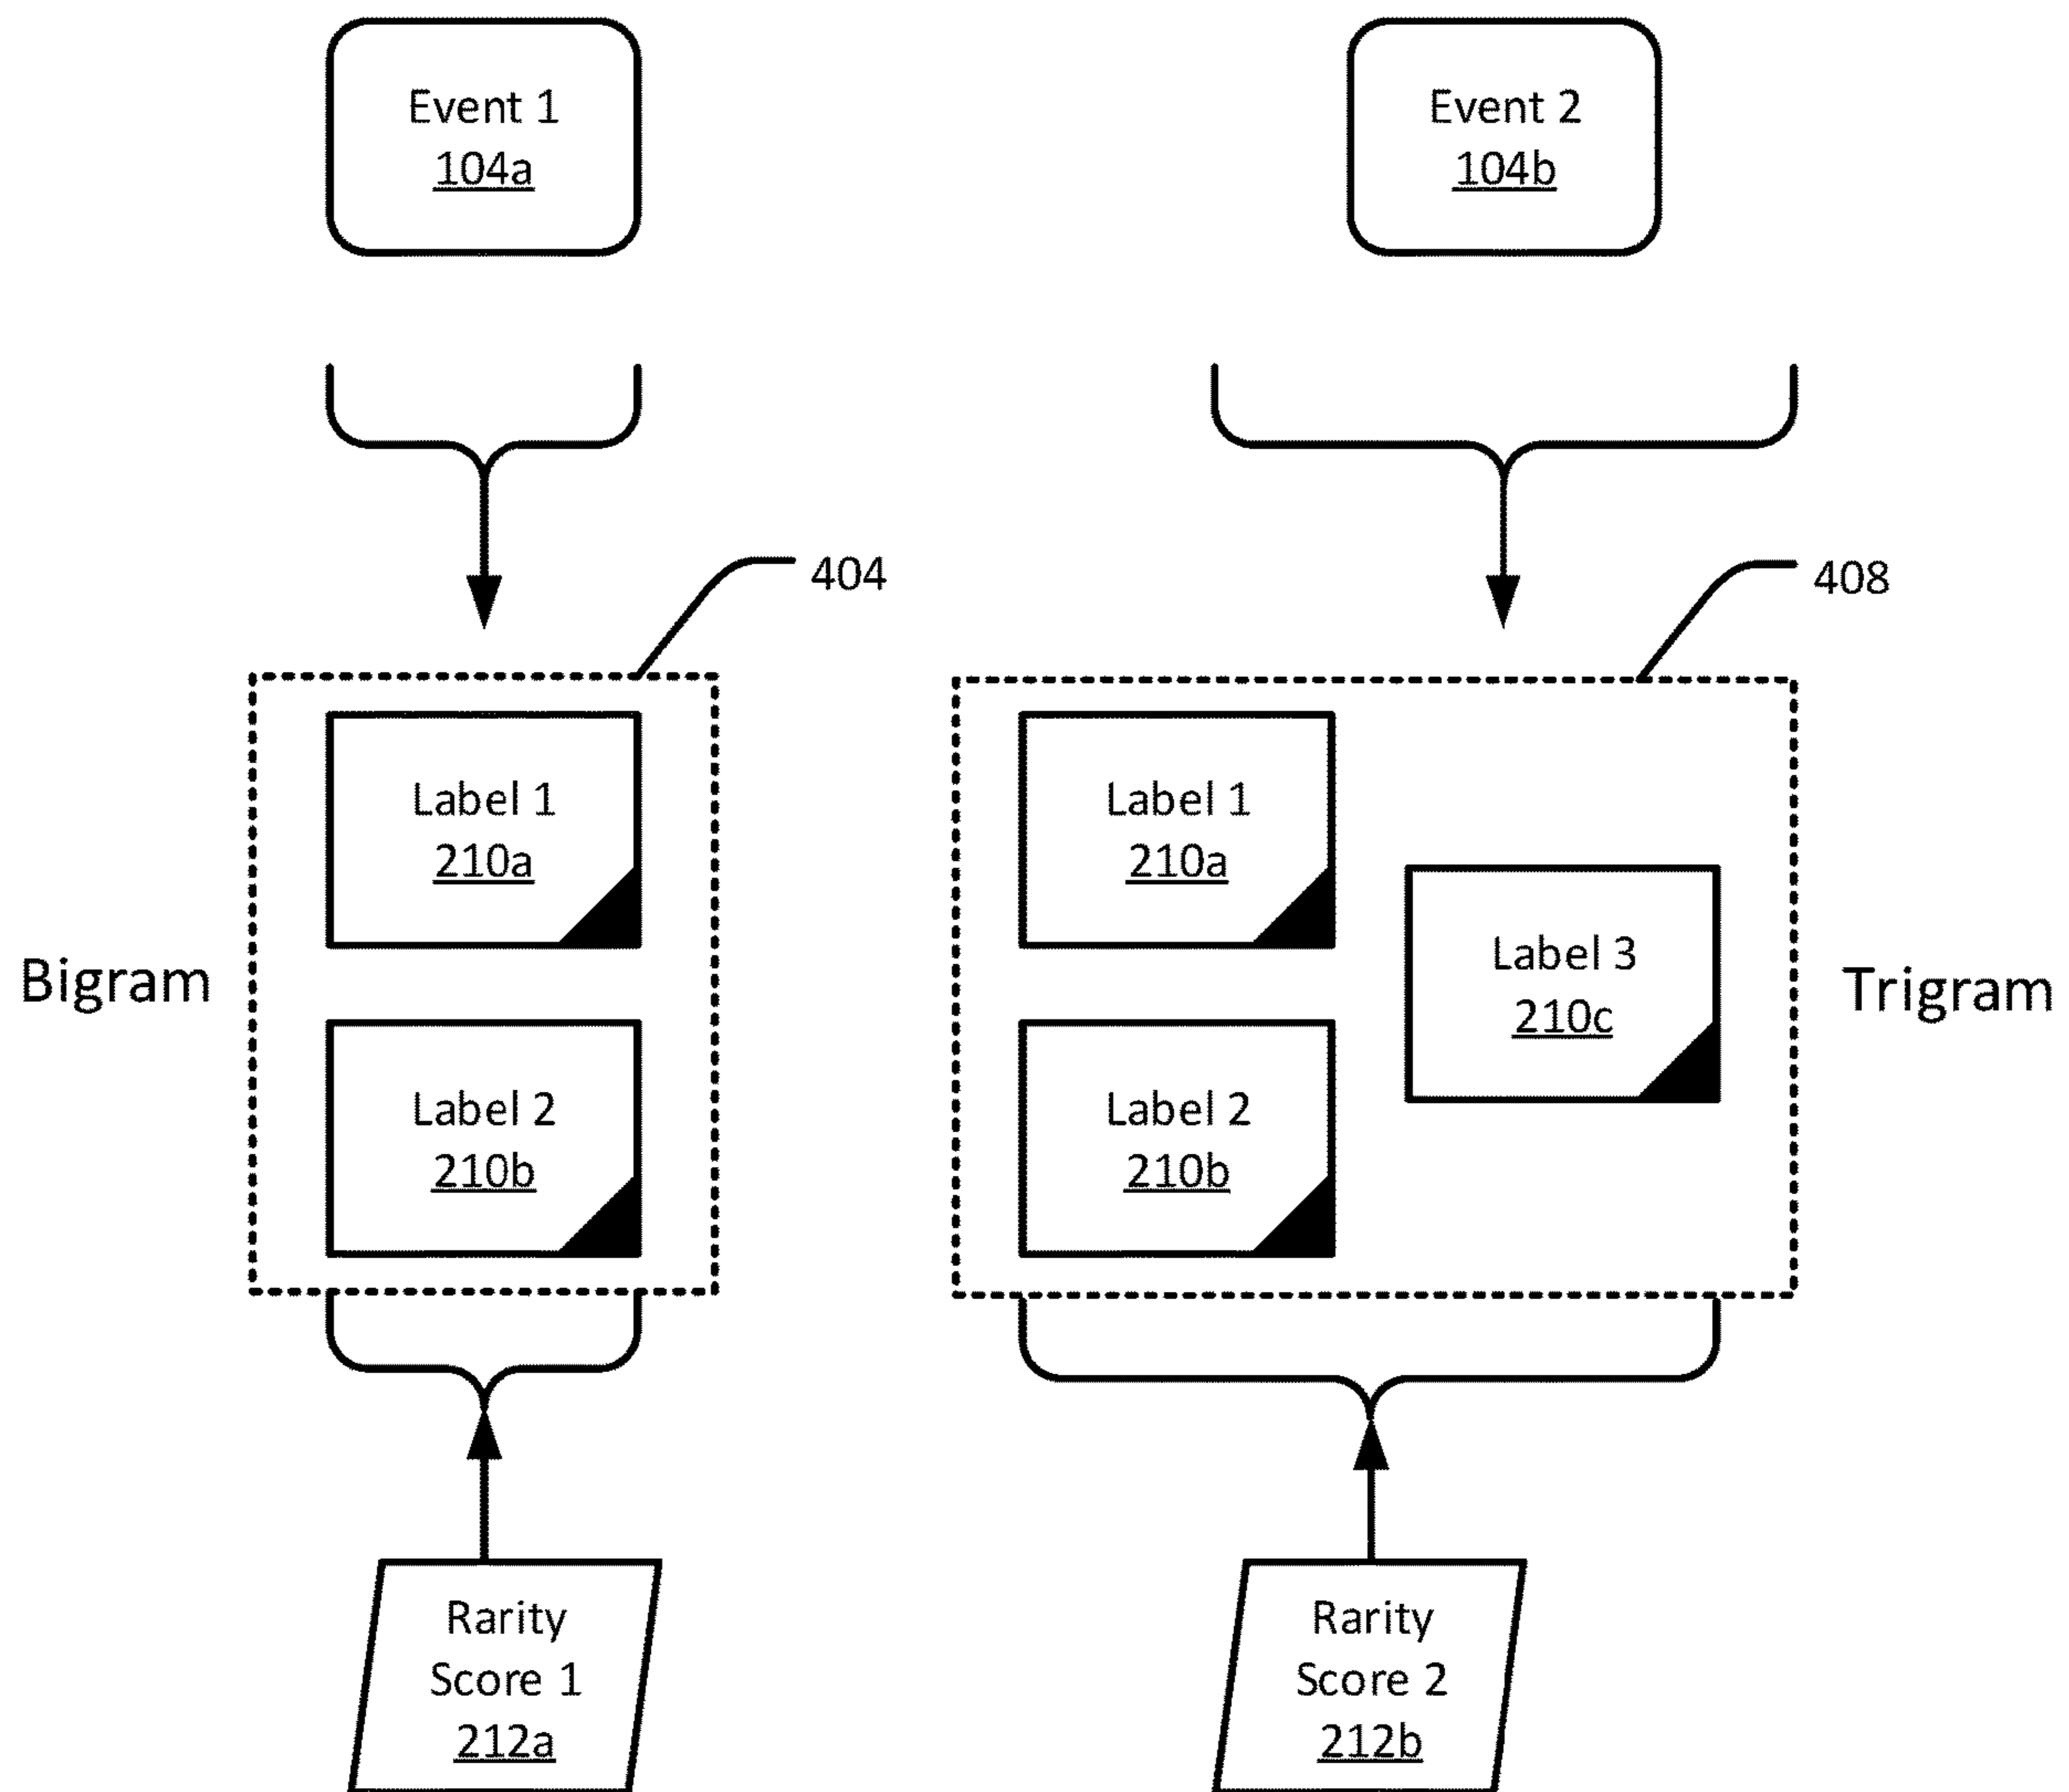 Event 1
104a
Event 2
104b
404
408
Label 1
210a
Label 1
210a
Label 3
210c
Bigram
Trigram
Label 2
210b
Label 2
210b
Rarity
Score 1
212a
Rarity
Score 2
212b